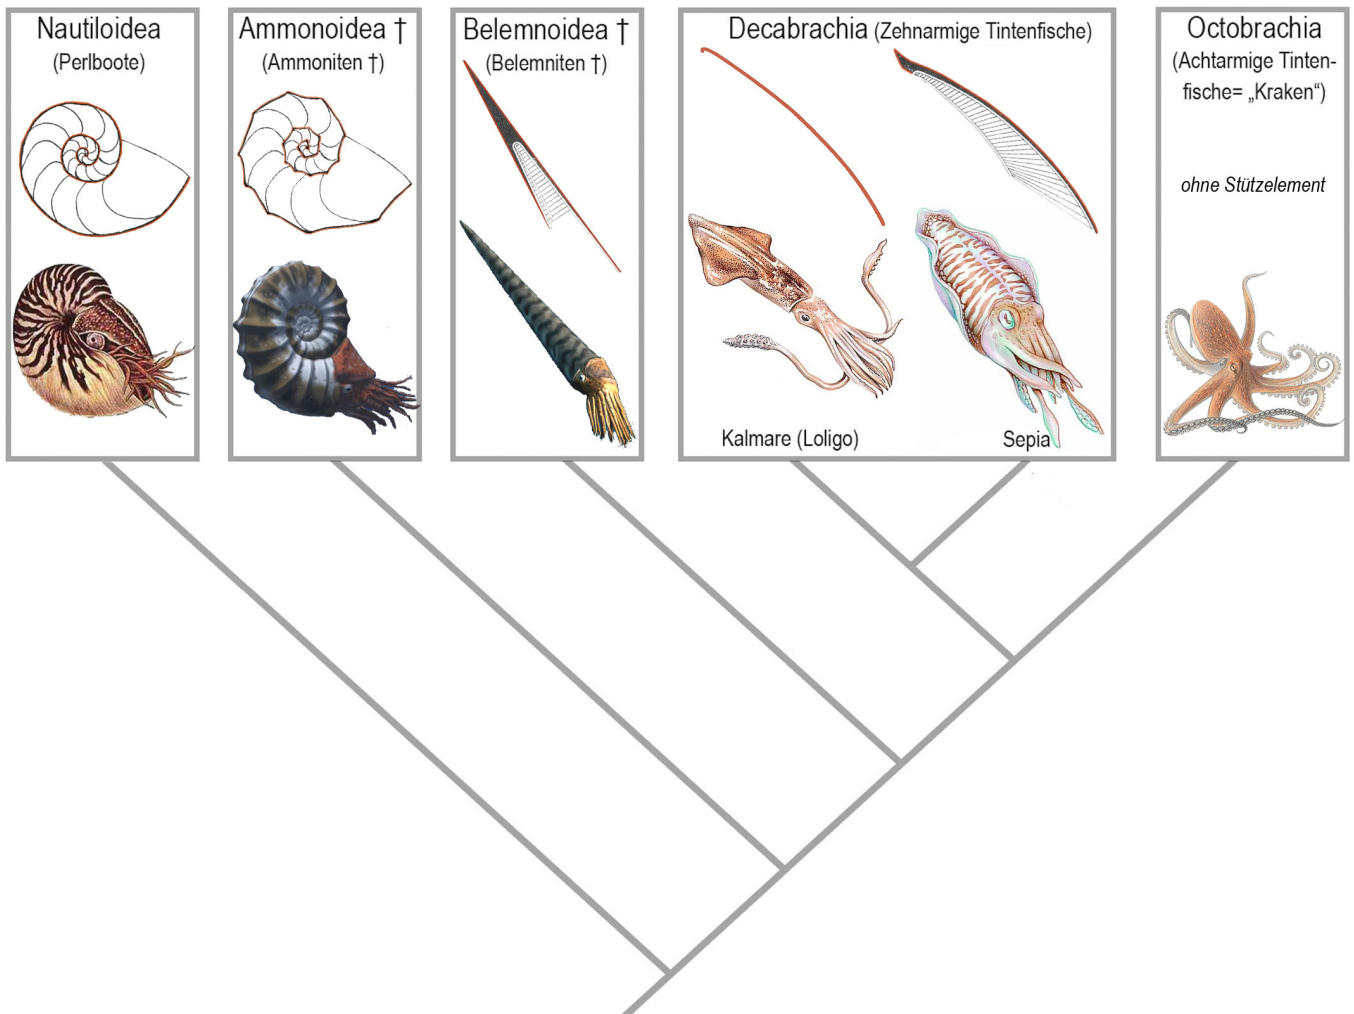 Nautiloidea
(Perlboote)
Ammonoidea †
(Ammoniten †)
Belemnoidea †
(Belemniten †)
Decabrachia (Zehnarmige Tintenfische)
Kalmare (Loligo)
Sepia
Octobrachia
(Achtarmige Tinten-
fische= „Kraken“)
ohne Stützelement